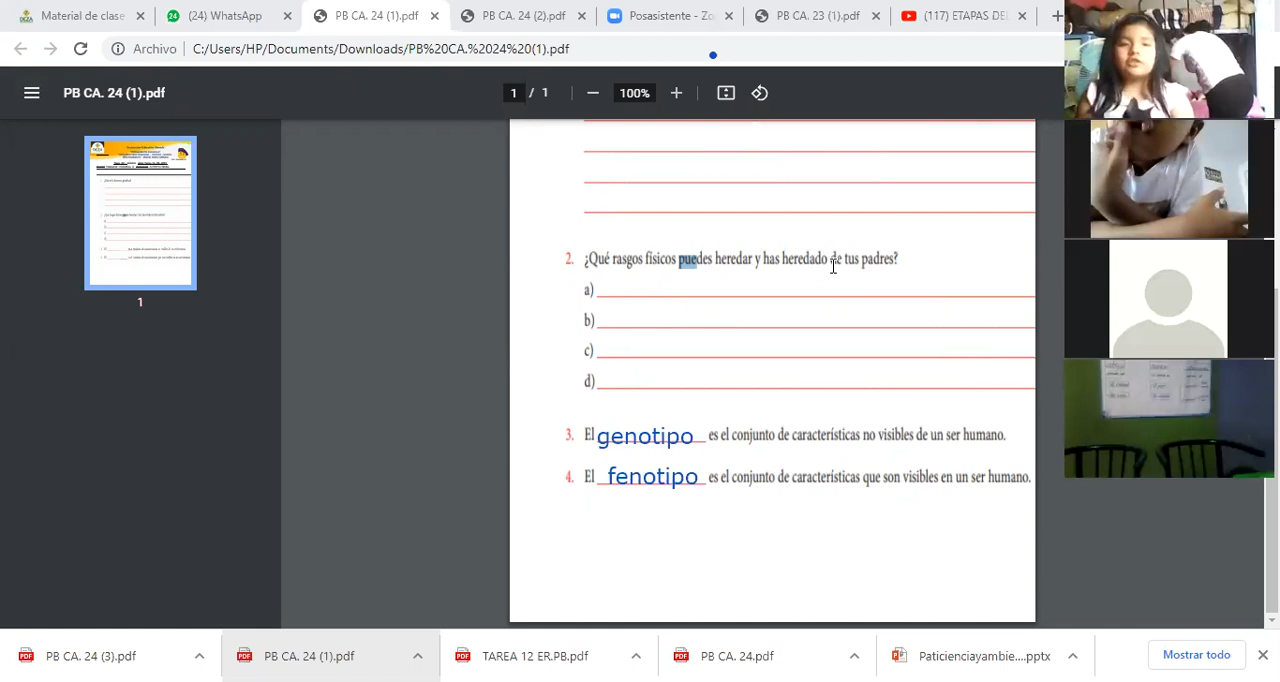 Material de clase
(24) WhatsApp
PB CA. 24 (1).pdf
PB CA. 24 (2).pdf
Posasistente - Zo
PB CA. 23 (1).pdf
(117) ETAPAS DE
Archivo
C:/Users/HP/Documents/Downloads/PB%20CA.%2024%20(1).pdf
PB CA. 24 (1).pdf
1 / 1
100%
1
2. ¿Qué rasgos físicos puedes heredar y has heredado de tus padres?
a)
b)
c)
d)
3. El genotipo es el conjunto de características no visibles de un ser humano.
4. El fenotipo es el conjunto de características que son visibles en un ser humano.
PB CA. 24 (3).pdf
PB CA. 24 (1).pdf
TAREA 12 ER.PB.pdf
PB CA. 24.pdf
Paticienciayambie....pptx
Mostrar todo